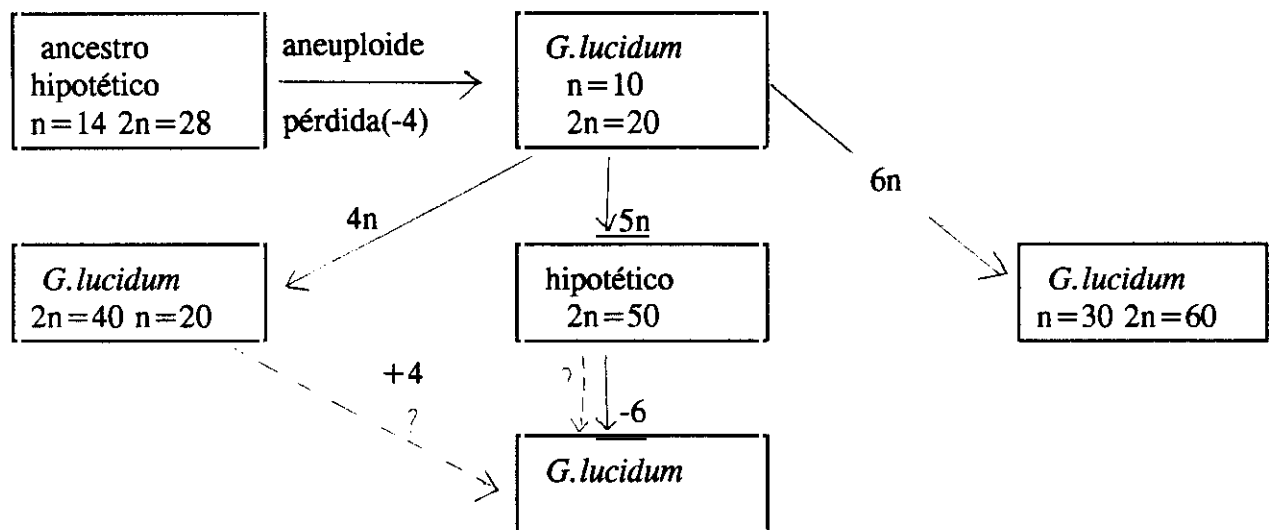 ancestro
hipotético
n=14 2n=28
aneuploide
pérdida(-4)
G.lucidum
n=10
2n=20
4n
5n
6n
G.lucidum
2n=40 n=20
hipotético
2n=50
G.lucidum
n=30 2n=60
+4
?
?
-6
G.lucidum